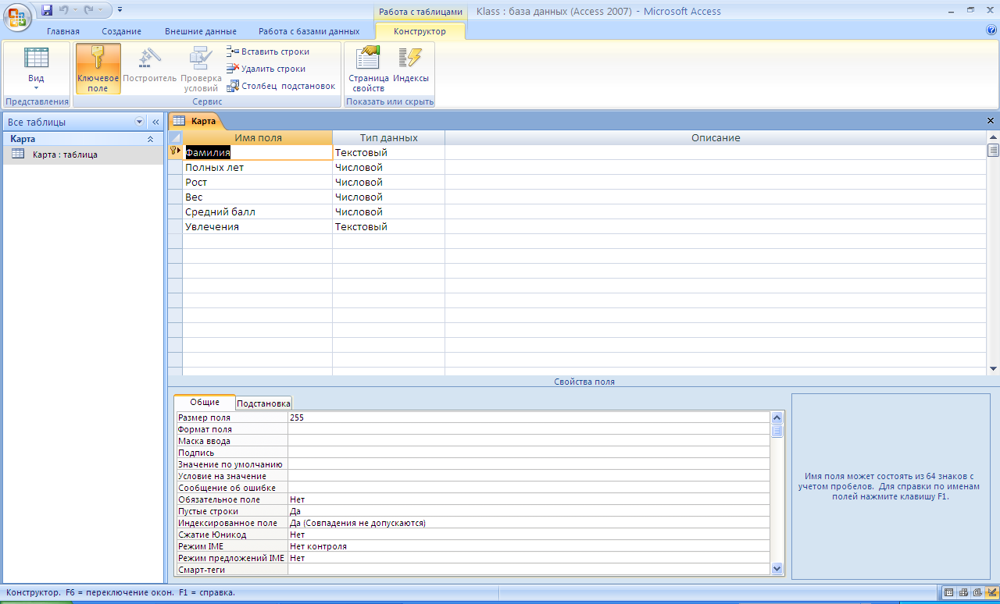 Работа с таблицами
Klass : база данных (Access 2007) - Microsoft Access
Главная Создание Внешние данные Работа с базами данных Конструктор
Вид
Ключевое поле
Построитель
Проверка условий
Вставить строки
Удалить строки
Столбец подстановок
Страница свойств
Индексы
Представления
Сервис
Показать или скрыть
Все таблицы
Карта
Карта : таблица
Карта
Имя поля Тип данных Описание
Фамилия Текстовый
Полных лет Числовой
Рост Числовой
Вес Числовой
Средний балл Числовой
Увлечения Текстовый
Свойства поля
Общие Подстановка
Размер поля 255
Формат поля
Маска ввода
Подпись
Значение по умолчанию
Условие на значение
Сообщение об ошибке
Обязательное поле Нет
Пустые строки Да
Индексированное поле Да (Совпадения не допускаются)
Сжатие Юникод Нет
Режим IME Нет контроля
Режим предложений IME Нет
Смарт-теги
Имя поля может состоять из 64 знаков с
учетом пробелов. Для справки по именам
полей нажмите клавишу F1.
Конструктор. F6 = переключение окон. F1 = справка.